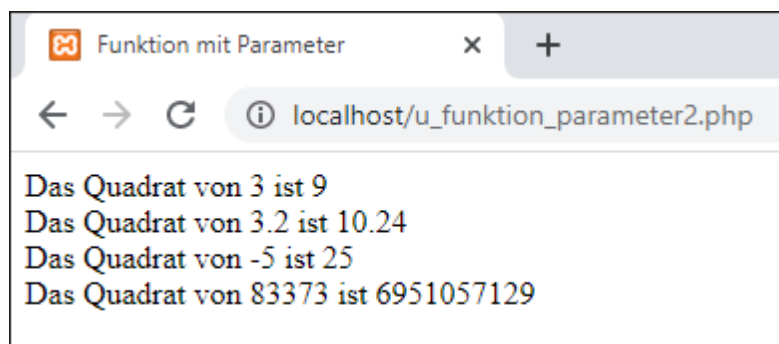 Funktion mit Parameter
localhost/u_funktion_parameter2.php
Das Quadrat von 3 ist 9
Das Quadrat von 3.2 ist 10.24
Das Quadrat von -5 ist 25
Das Quadrat von 83373 ist 6951057129